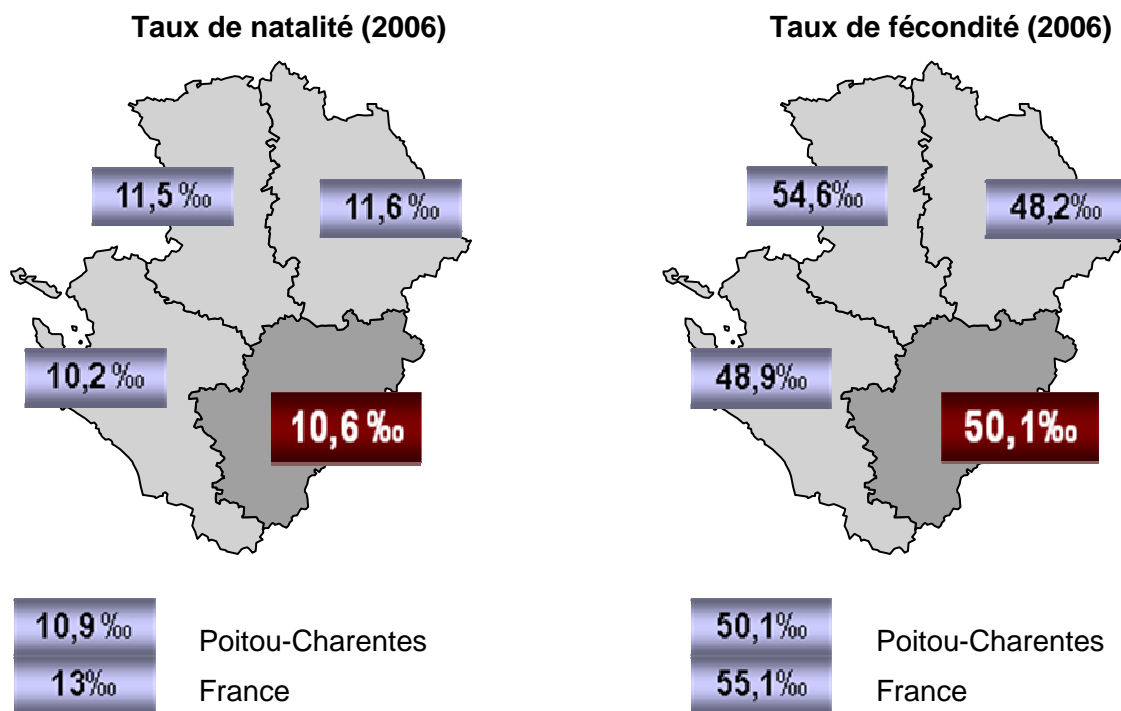 Taux de natalité (2006)
11,5 ‰
11,6 ‰
10,2 ‰
10,6 ‰
10,9 ‰ Poitou-Charentes
13‰ France
Taux de fécondité (2006)
54,6‰
48,2‰
48,9‰
50,1‰
50,1‰ Poitou-Charentes
55,1‰ France